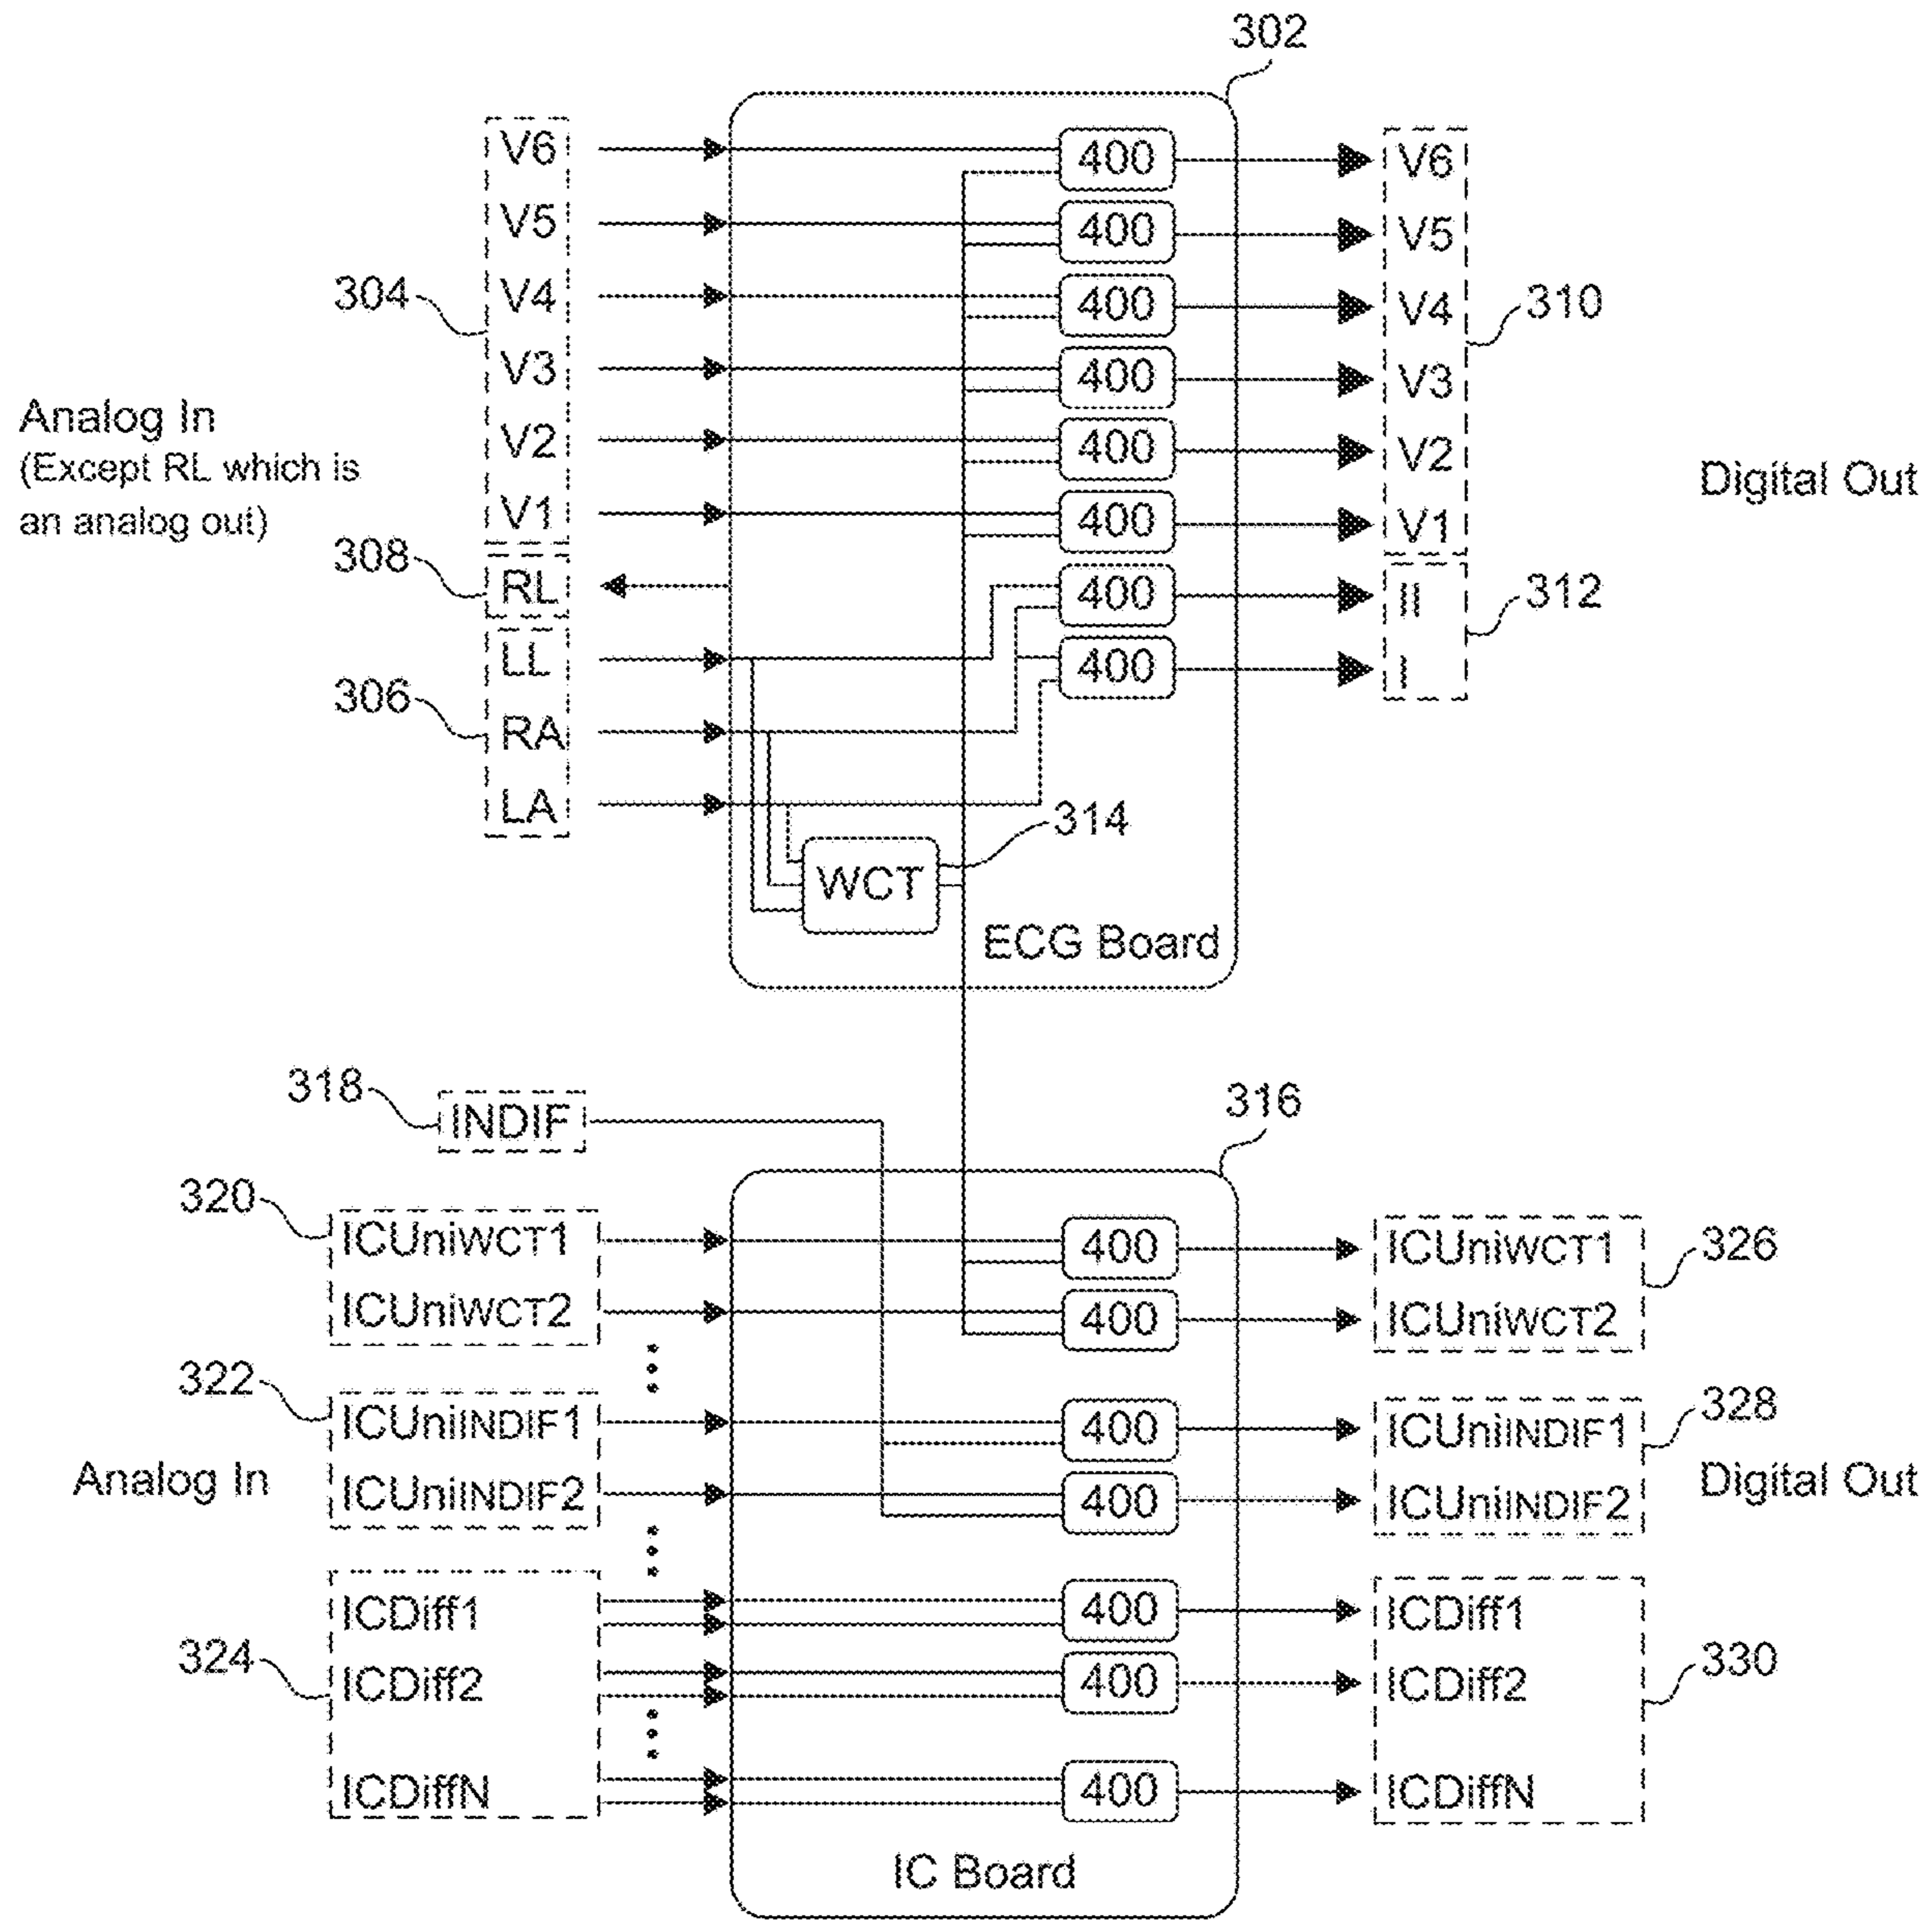 302
V6 400 V6
V5 400 V5
304 V4 400 V4 310
V3 400 V3
Analog In
(Except RL which is
an analog out)
V2 400 V2
Digital Out
V1 400 V1
308 RL 400 II 312
LL 400 I
306 RA
LA 314
WCT
ECG Board
318 INDIF 316
320 ICUniWCT1 400 ICUniWCT1 326
ICUniWCT2 400 ICUniWCT2
322 ICUniINDIF1 400 ICUniINDIF1 328
Analog In ICUniINDIF2 400 ICUniINDIF2 Digital Out
ICDiff1 400 ICDiff1
324 ICDiff2 400 ICDiff2 330
ICDiffN 400 ICDiffN
IC Board